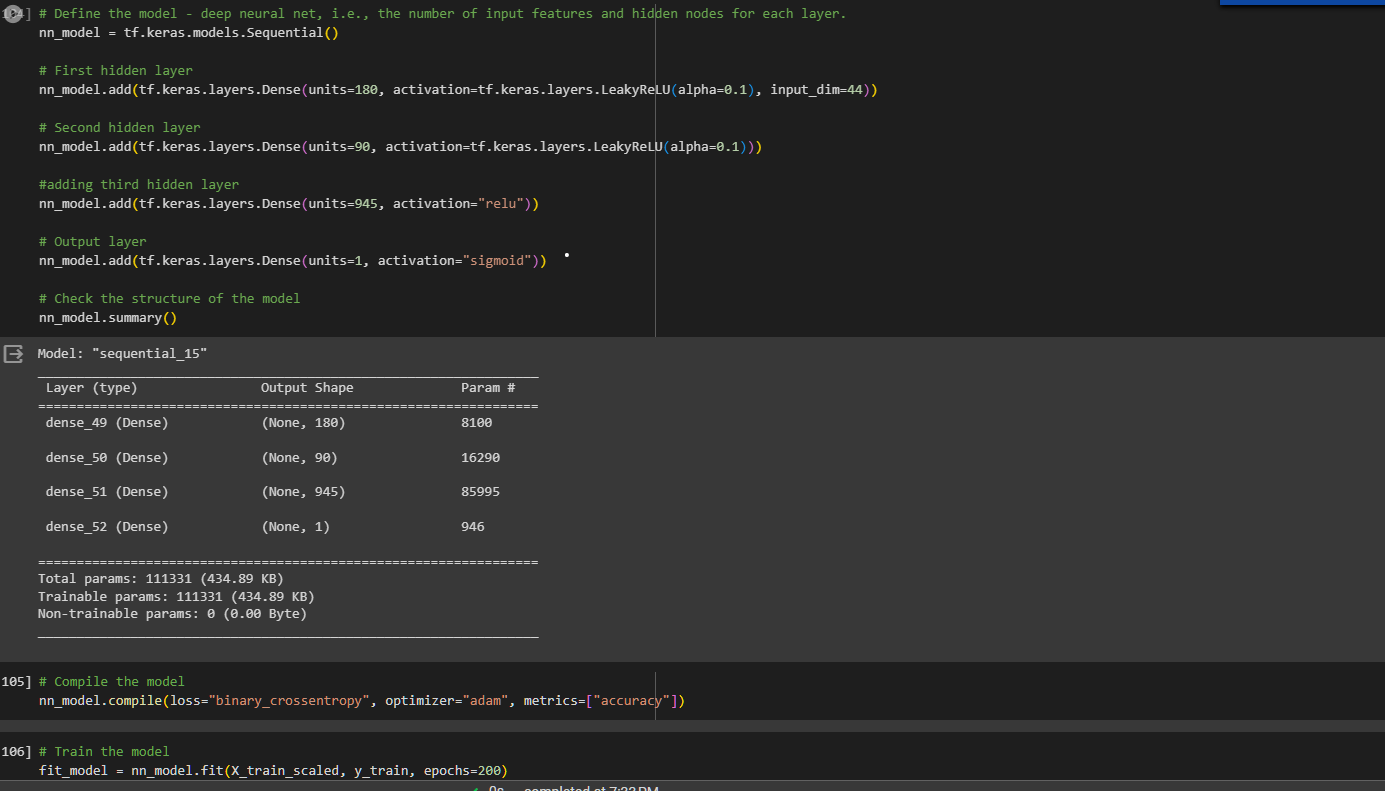 # Define the model - deep neural net, i.e., the number of input features and hidden nodes for each layer.
nn_model = tf.keras.models.Sequential()
# First hidden layer
nn_model.add(tf.keras.layers.Dense(units=180, activation=tf.keras.layers.LeakyReLU(alpha=0.1), input_dim=44))
# Second hidden layer
nn_model.add(tf.keras.layers.Dense(units=90, activation=tf.keras.layers.LeakyReLU(alpha=0.1)))
#adding third hidden layer
nn_model.add(tf.keras.layers.Dense(units=945, activation="relu"))
# Output layer
nn_model.add(tf.keras.layers.Dense(units=1, activation="sigmoid"))
# Check the structure of the model
nn_model.summary()
Model: "sequential_15"
Layer (type) Output Shape Param #
dense_49 (Dense) (None, 180) 8100
dense_50 (Dense) (None, 90) 16290
dense_51 (Dense) (None, 945) 85995
dense_52 (Dense) (None, 1) 946
Total params: 111331 (434.89 KB)
Trainable params: 111331 (434.89 KB)
Non-trainable params: 0 (0.00 Byte)
105] # Compile the model
nn_model.compile(loss="binary_crossentropy", optimizer="adam", metrics=["accuracy"])
106] # Train the model
fit_model = nn_model.fit(X_train_scaled, y_train, epochs=200)
0s completed at 7:33 PM